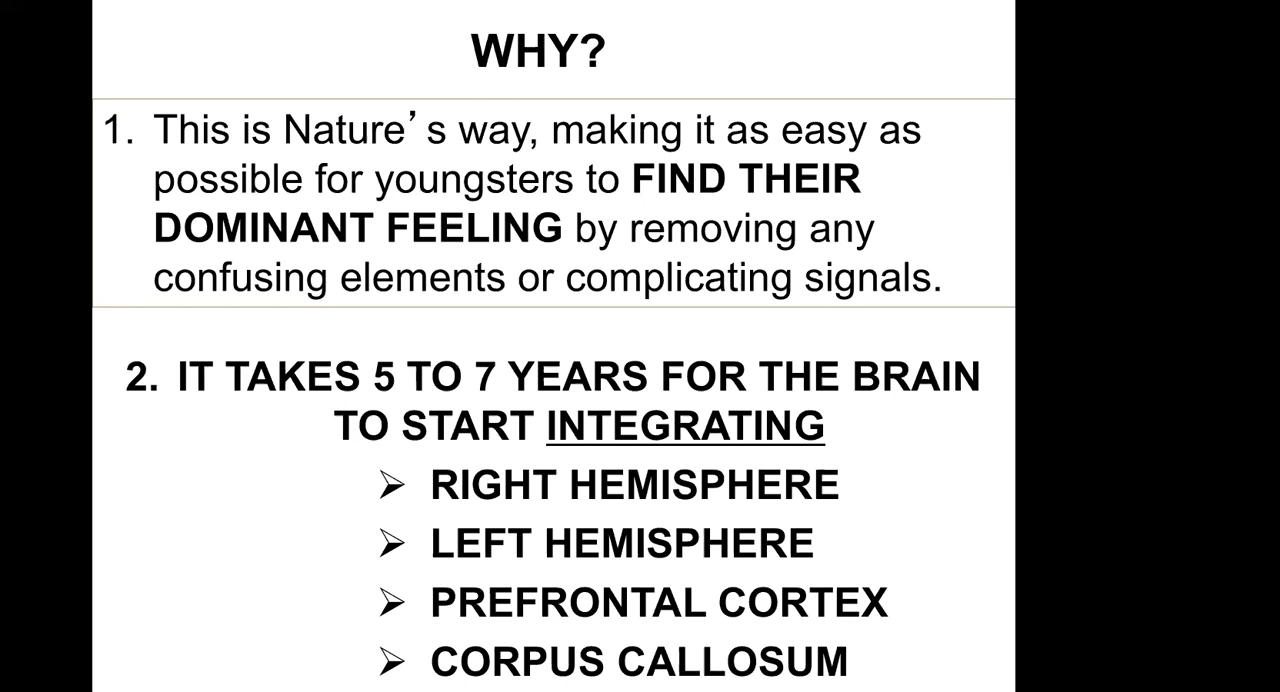 WHY?
1. This is Nature’s way, making it as easy as
possible for youngsters to FIND THEIR
DOMINANT FEELING by removing any
confusing elements or complicating signals.
2. IT TAKES 5 TO 7 YEARS FOR THE BRAIN
TO START INTEGRATING
➢ RIGHT HEMISPHERE
➢ LEFT HEMISPHERE
➢ PREFRONTAL CORTEX
➢ CORPUS CALLOSUM